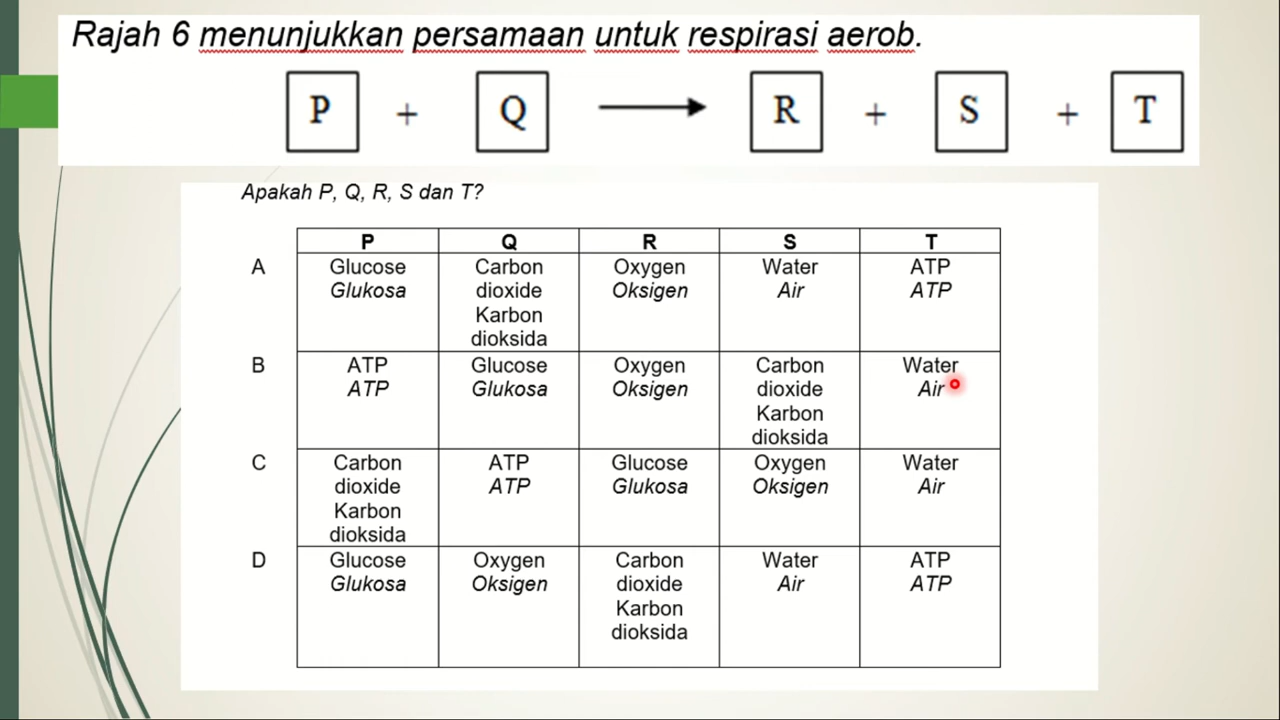 Rajah 6 menunjukkan persamaan untuk respirasi aerob.
P + Q → R + S + T
Apakah P, Q, R, S dan T?
P Q R S T
A Glucose Carbon Oxygen Water ATP
Glukosa dioxide Oksigen Air ATP
Karbon
dioksida
B ATP Glucose Oxygen Carbon Water
ATP Glukosa Oksigen dioxide Air
Karbon
dioksida
C Carbon ATP Glucose Oxygen Water
dioxide ATP Glukosa Oksigen Air
Karbon
dioksida
D Glucose Oxygen Carbon Water ATP
Glukosa Oksigen dioxide Air ATP
Karbon
dioksida